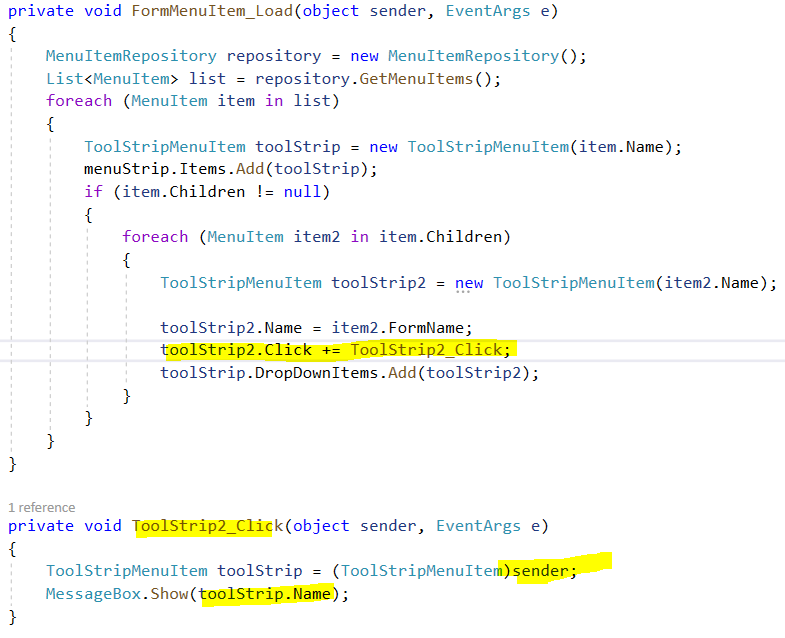 private void FormMenuItem_Load(object sender, EventArgs e)
{
MenuItemRepository repository = new MenuItemRepository();
List<MenuItem> list = repository.GetMenuItems();
foreach (MenuItem item in list)
{
ToolStripMenuItem toolStrip = new ToolStripMenuItem(item.Name);
menuStrip.Items.Add(toolStrip);
if (item.Children != null)
{
foreach (MenuItem item2 in item.Children)
{
ToolStripMenuItem toolStrip2 = new ToolStripMenuItem(item2.Name);
toolStrip2.Name = item2.FormName;
toolStrip2.Click += ToolStrip2_Click;
toolStrip.DropDownItems.Add(toolStrip2);
}
}
}
}
1 reference
private void ToolStrip2_Click(object sender, EventArgs e)
{
ToolStripMenuItem toolStrip = (ToolStripMenuItem)sender;
MessageBox.Show(toolStrip.Name);
}